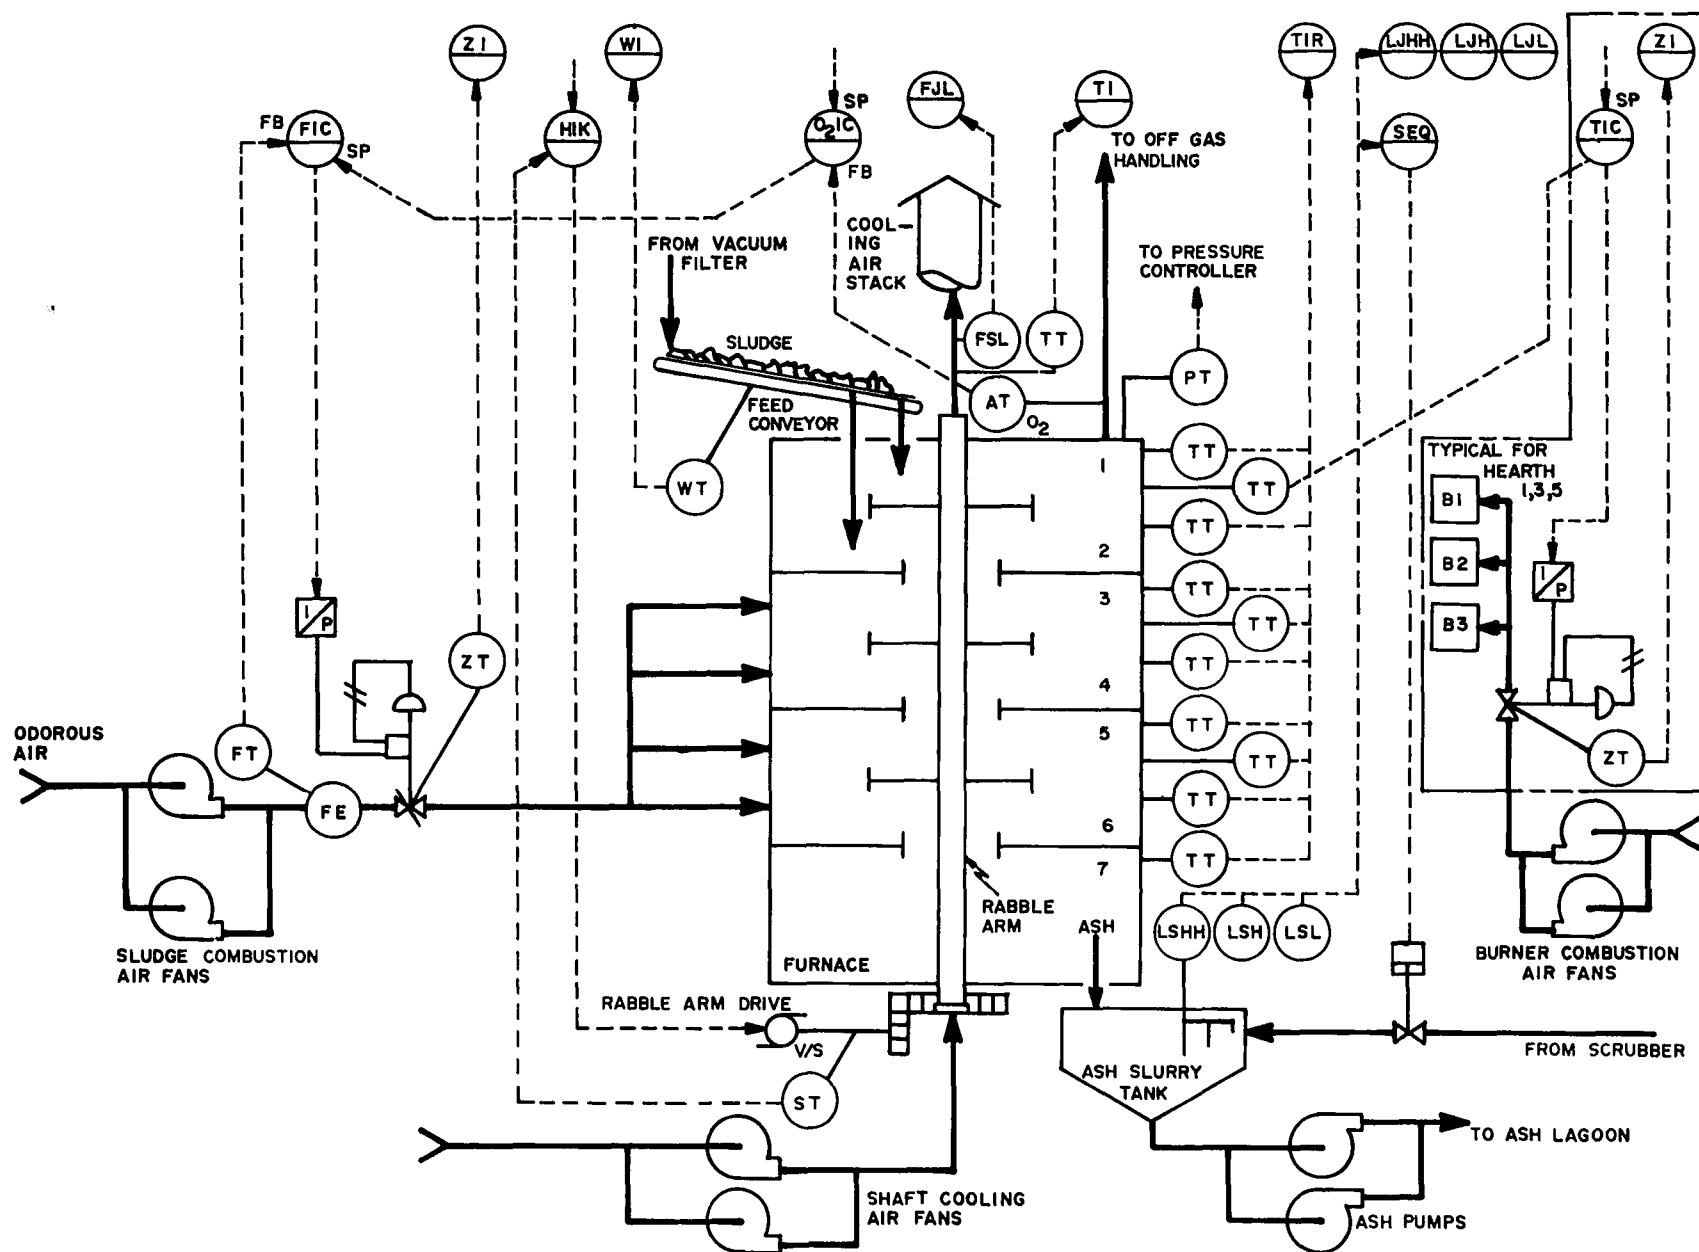 ZI
WI
TIR
LJHH
LJH
LJL
ZI
FJL
TI
SP
SP
FB
FIC
SP
HIK
O2IC
FB
SEQ
TIC
TO OFF GAS
HANDLING
FROM VACUUM
FILTER
COOL-
ING
AIR
STACK
TO PRESSURE
CONTROLLER
SLUDGE
FSL
TT
PT
FEED
CONVEYOR
AT
O2
WT
1
TT
TT
TT
2
TT
3
TT
TT
4
TT
5
TT
TT
6
TT
7
TYPICAL FOR
HEARTH
1,3,5
B1
B2
B3
I/P
I/P
ZT
ZT
ODOROUS
AIR
FT
FE
SLUDGE COMBUSTION
AIR FANS
RABBLE
ARM
ASH
LSHH
LSH
LSL
BURNER COMBUSTION
AIR FANS
FURNACE
RABBLE ARM DRIVE
V/S
ST
ASH SLURRY
TANK
FROM SCRUBBER
TO ASH LAGOON
SHAFT COOLING
AIR FANS
ASH PUMPS